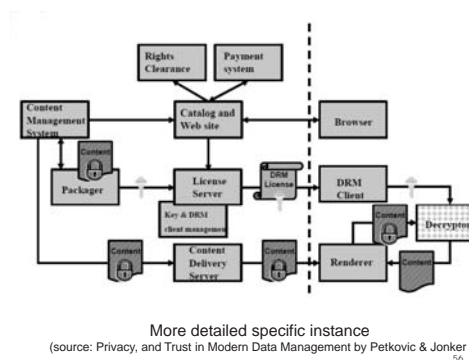 Rights
Clearance
Payment
system
Content
Management
System
Catalog and
Web site
Browser
Content
Packager
License
Server
DRM
License
DRM
Client
Key & DRM
client management
Content
Decryptor
Content
Content
Delivery
Server
Content
Renderer
Content
More detailed specific instance
(source: Privacy, and Trust in Modern Data Management by Petkovic & Jonker
56